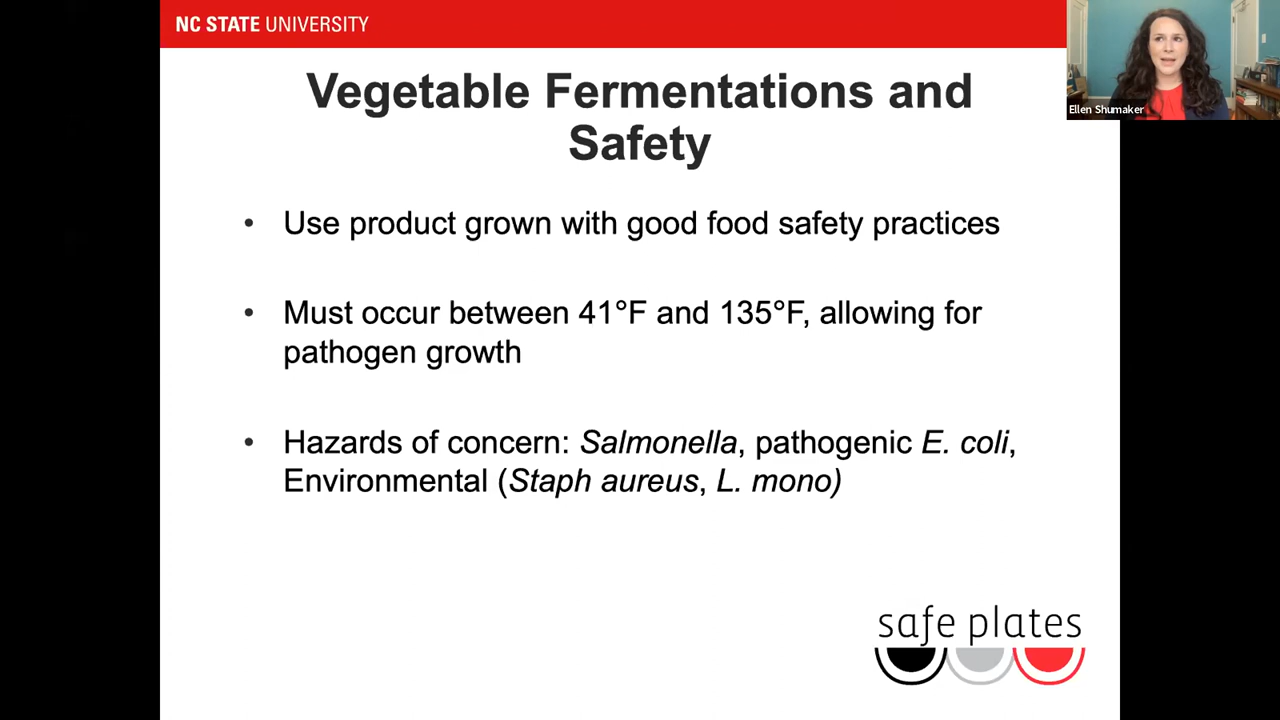 NC STATE UNIVERSITY
Ellen Shumaker
Vegetable Fermentations and
Safety
• Use product grown with good food safety practices
• Must occur between 41°F and 135°F, allowing for
pathogen growth
• Hazards of concern: Salmonella, pathogenic E. coli,
Environmental (Staph aureus, L. mono)
safe plates